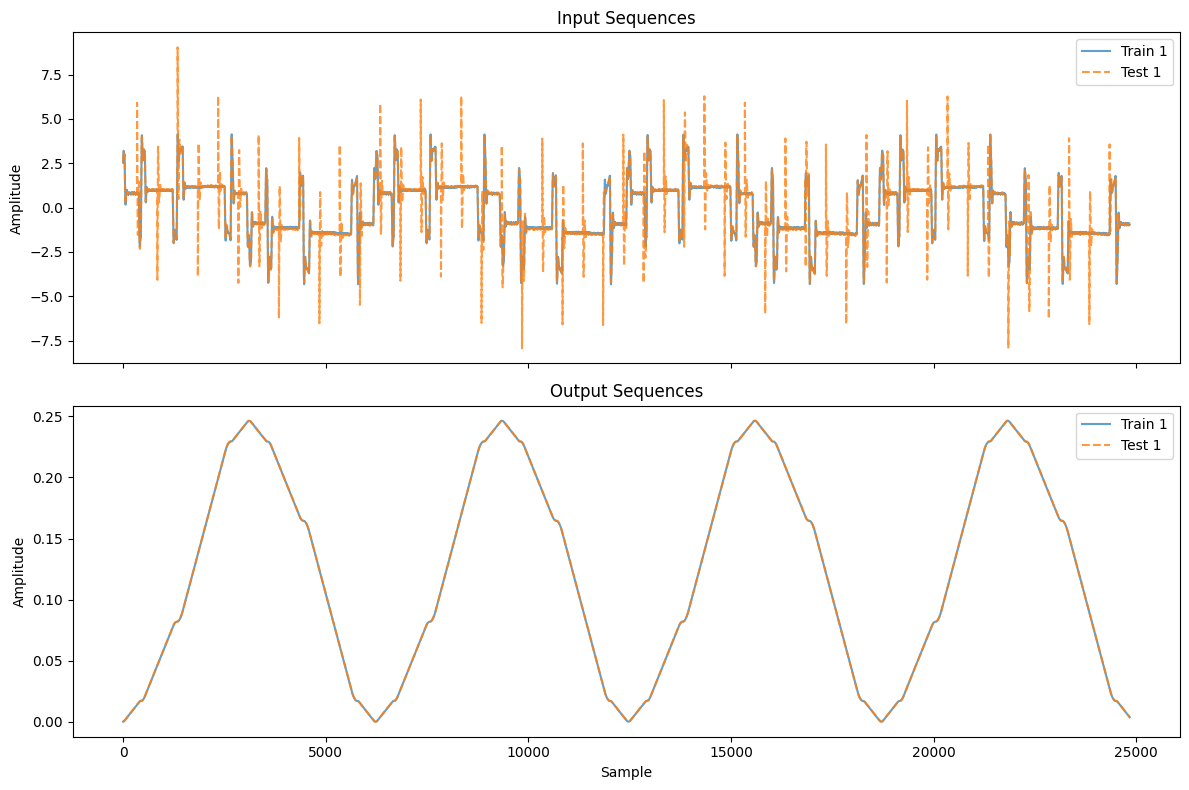 Input Sequences
Train 1
Test 1
7.5
5.0
2.5
0.0
−2.5
−5.0
−7.5
Amplitude
Output Sequences
Train 1
Test 1
0.25
0.20
0.15
0.10
0.05
0.00
Amplitude
0 5000 10000 15000 20000 25000
Sample